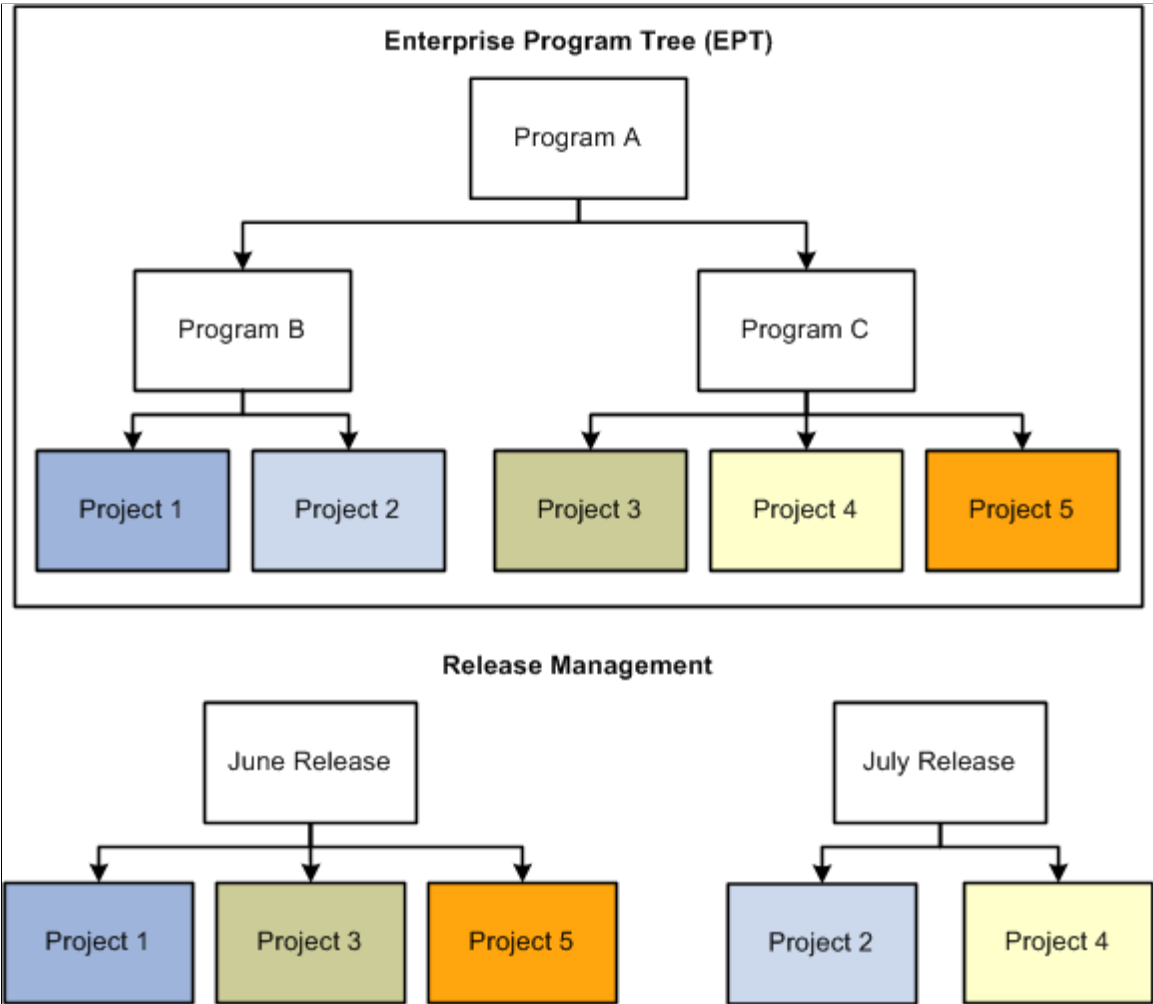 Enterprise Program Tree (EPT)
Program A
Program B
Program C
Project 1
Project 2
Project 3
Project 4
Project 5
Release Management
June Release
July Release
Project 1
Project 3
Project 5
Project 2
Project 4